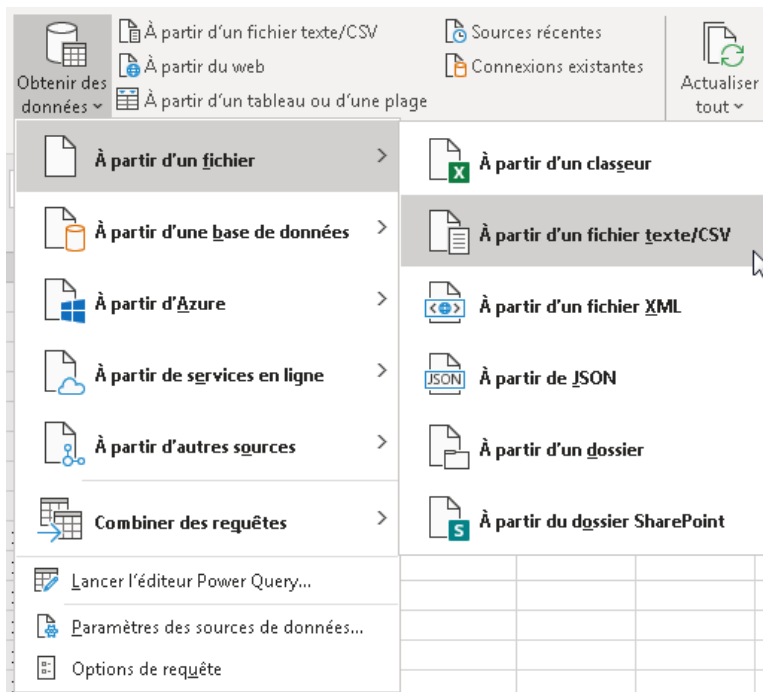 Obtenir des
données
À partir d'un fichier texte/CSV
À partir du web
À partir d'un tableau ou d'une plage
Sources récentes
Connexions existantes
Actualiser
tout
À partir d'un fichier
À partir d'une base de données
À partir d'Azure
À partir de services en ligne
À partir d'autres sources
Combiner des requêtes
Lancer l'éditeur Power Query...
Paramètres des sources de données...
Options de requête
X
À partir d'un classeur
À partir d'un fichier texte/CSV
À partir d'un fichier XML
JSON
À partir de JSON
À partir d'un dossier
S
À partir du dossier SharePoint